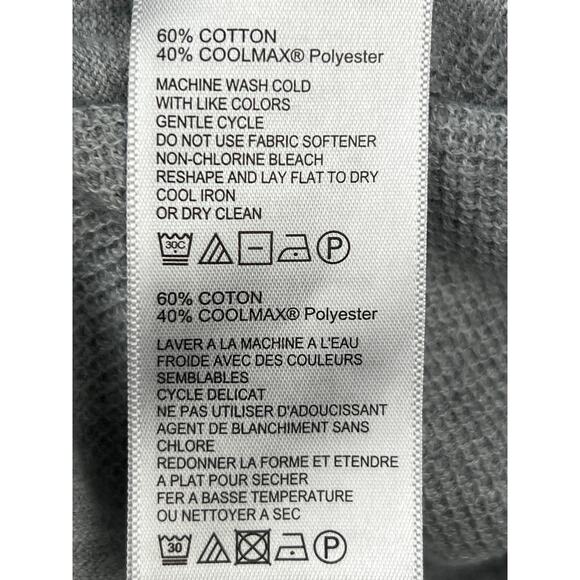 60% COTTON
40% COOLMAX® Polyester
MACHINE WASH COLD
WITH LIKE COLORS
GENTLE CYCLE
DO NOT USE FABRIC SOFTENER
NON-CHLORINE BLEACH
RESHAPE AND LAY FLAT TO DRY
COOL IRON
OR DRY CLEAN
30C P
60% COTON
40% COOLMAX® Polyester
LAVER A LA MACHINE A L'EAU
FROIDE AVEC DES COULEURS
SEMBLABLES
CYCLE DELICAT
NE PAS UTILISER D'ADOUCISSANT
AGENT DE BLANCHIMENT SANS
CHLORE
REDONNER LA FORME ET ETENDRE
A PLAT POUR SECHER
FER A BASSE TEMPERATURE
OU NETTOYER A SEC
30 P